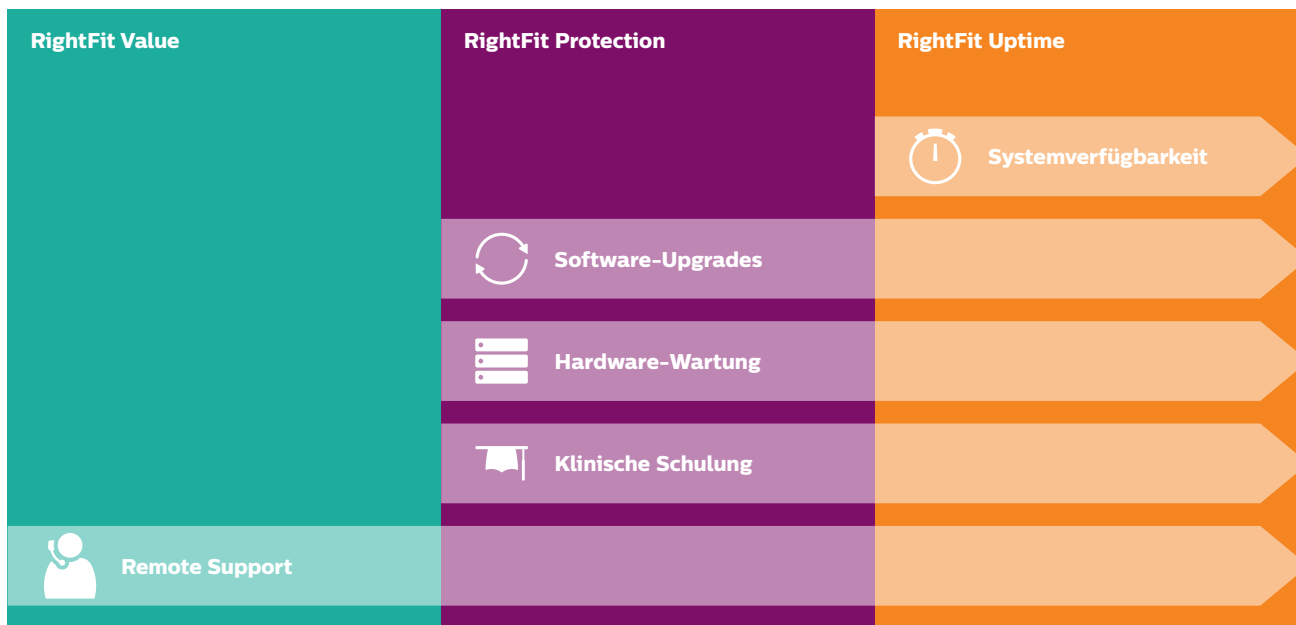 RightFit Value
RightFit Protection
RightFit Uptime
Systemverfügbarkeit
Software-Upgrades
Hardware-Wartung
Klinische Schulung
Remote Support